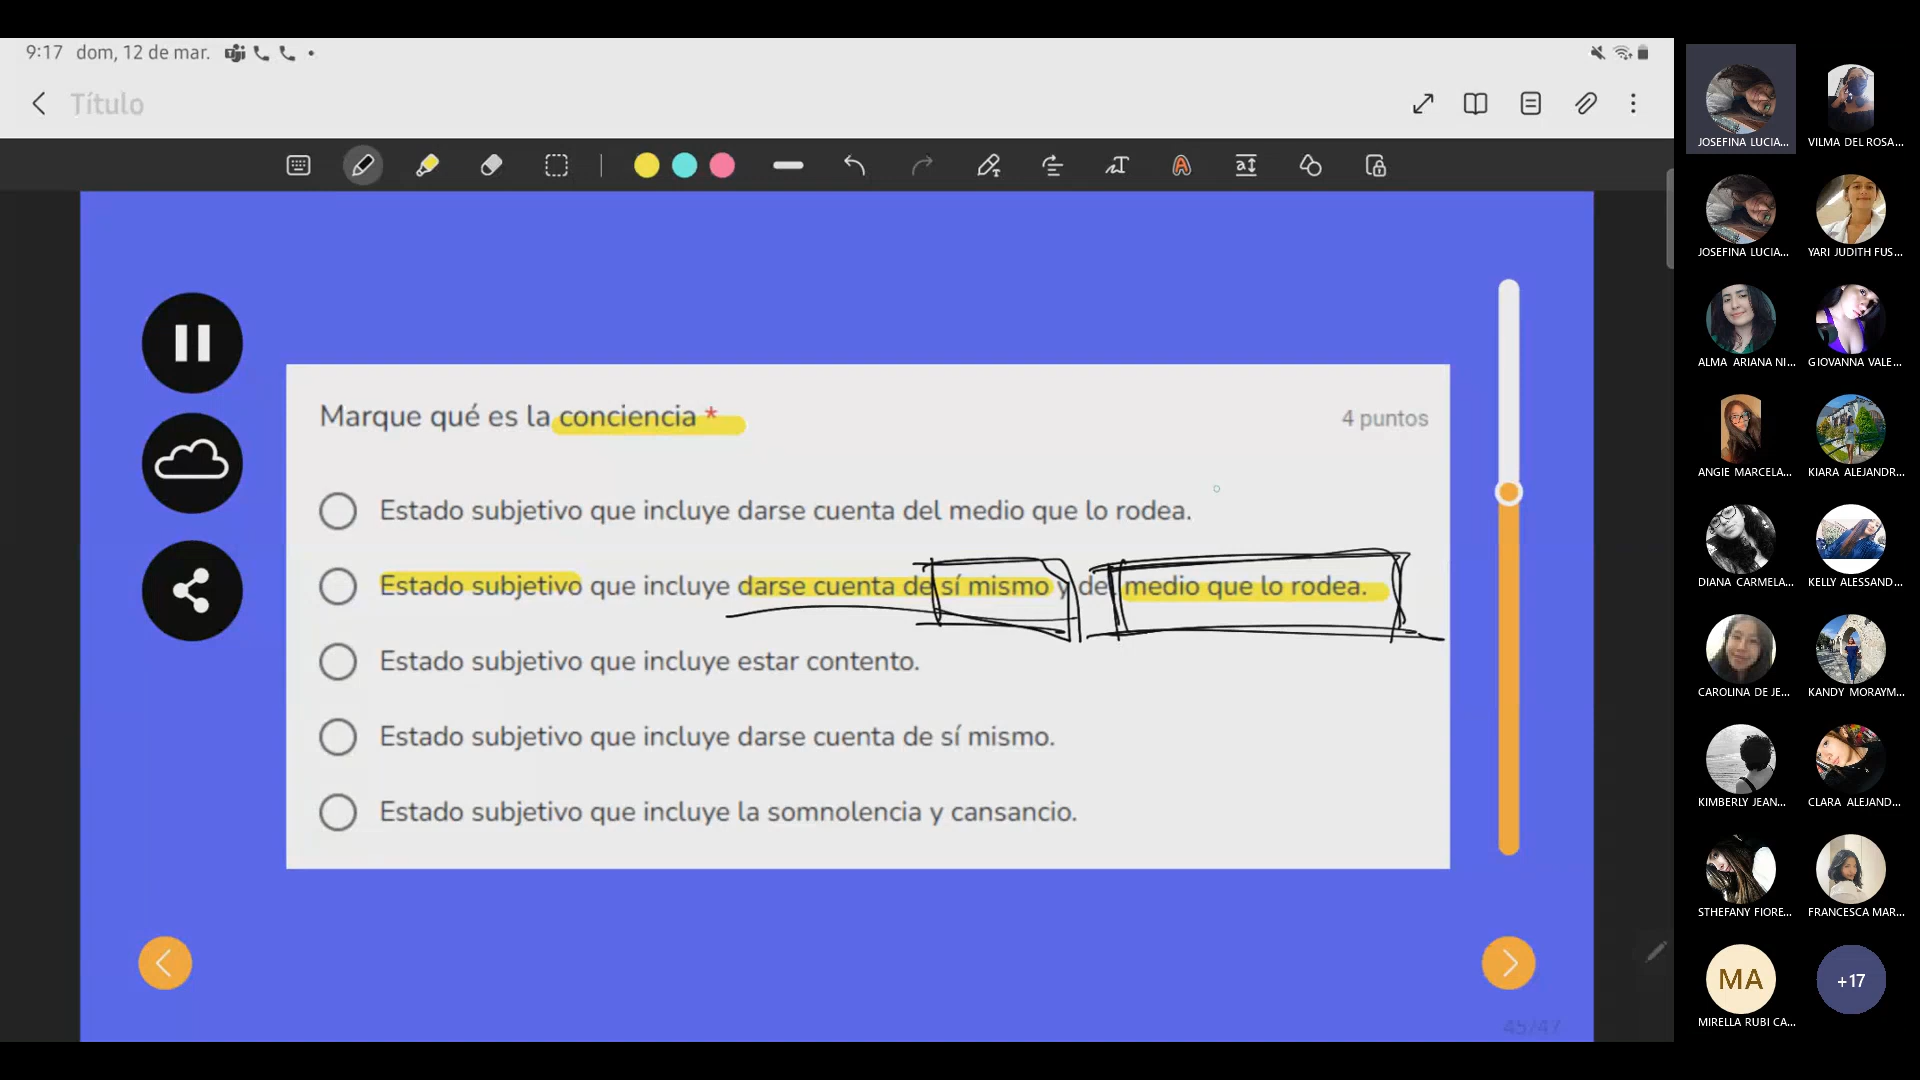 9:17 dom, 12 de mar.
Título
Marque qué es la conciencia *
4 puntos
Estado subjetivo que incluye darse cuenta del medio que lo rodea.
Estado subjetivo que incluye darse cuenta de sí mismo y del medio que lo rodea.
Estado subjetivo que incluye estar contento.
Estado subjetivo que incluye darse cuenta de sí mismo.
Estado subjetivo que incluye la somnolencia y cansancio.
45/47
JOSEFINA LUCIA...
VILMA DEL ROSA...
JOSEFINA LUCIA...
YARI JUDITH FUS...
ALMA ARIANA NI...
GIOVANNA VALE...
ANGIE MARCELA...
KIARA ALEJANDR...
DIANA CARMELA...
KELLY ALESSAND...
CAROLINA DE JE...
KANDY MORAYM...
KIMBERLY JEAN...
CLARA ALEJAND...
STHEFANY FIORE...
FRANCESCA MAR...
MA
+17
MIRELLA RUBI CA...